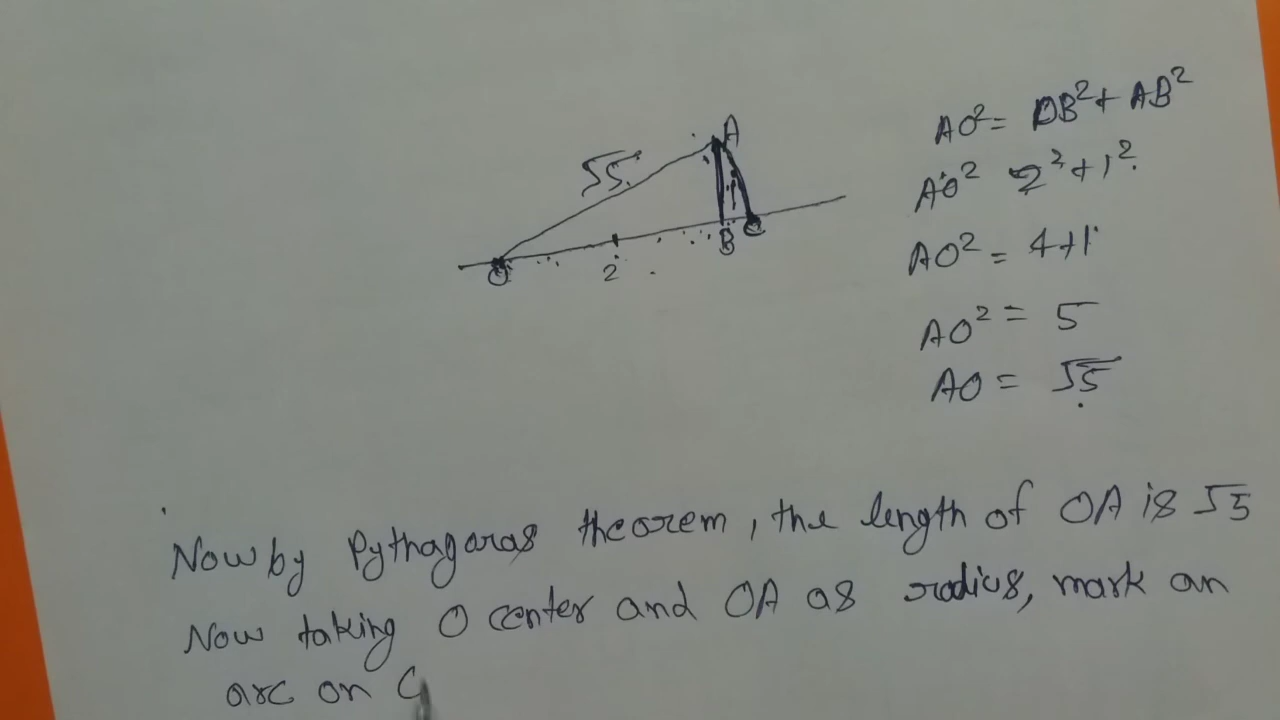 A
√5
O
2
B
C
AO² = OB² + AB²
AO² 2² + 1²
AO² = 4+1
AO² = 5
AO = √5
Now by Pythagoras theorem, the length of OA is √5
Now taking O center and OA as radius, mark an
arc on C